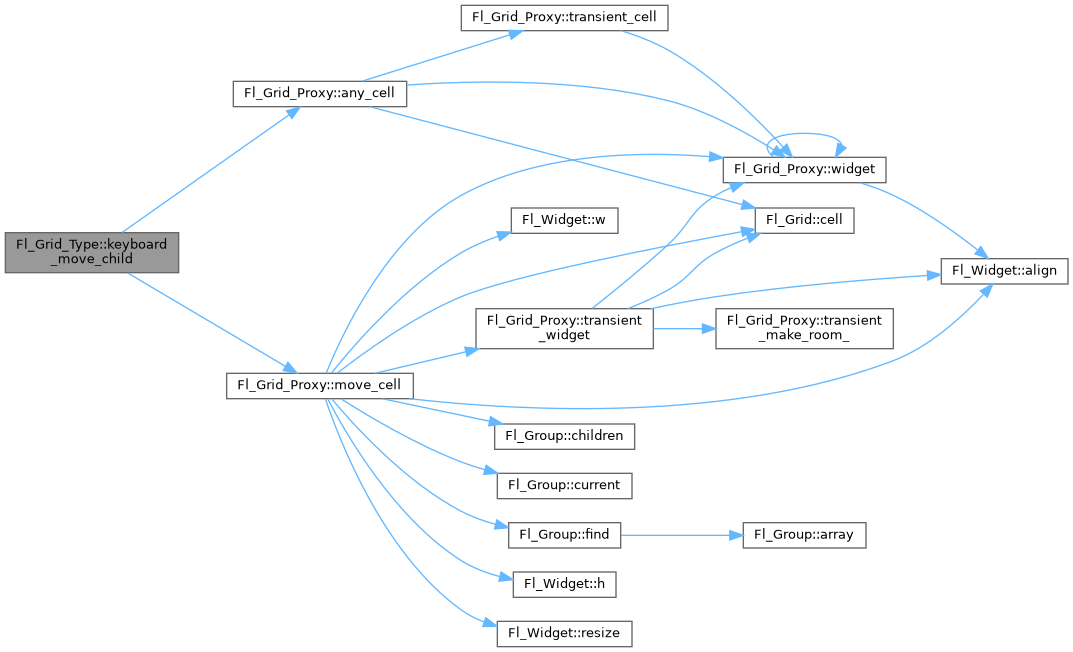 Fl_Grid_Proxy::transient_cell
Fl_Grid_Proxy::any_cell
Fl_Grid_Proxy::widget
Fl_Widget::w
Fl_Grid::cell
Fl_Grid_Type::keyboard
_move_child
Fl_Widget::align
Fl_Grid_Proxy::transient
_widget
Fl_Grid_Proxy::transient
_make_room_
Fl_Grid_Proxy::move_cell
Fl_Group::children
Fl_Group::current
Fl_Group::find
Fl_Group::array
Fl_Widget::h
Fl_Widget::resize